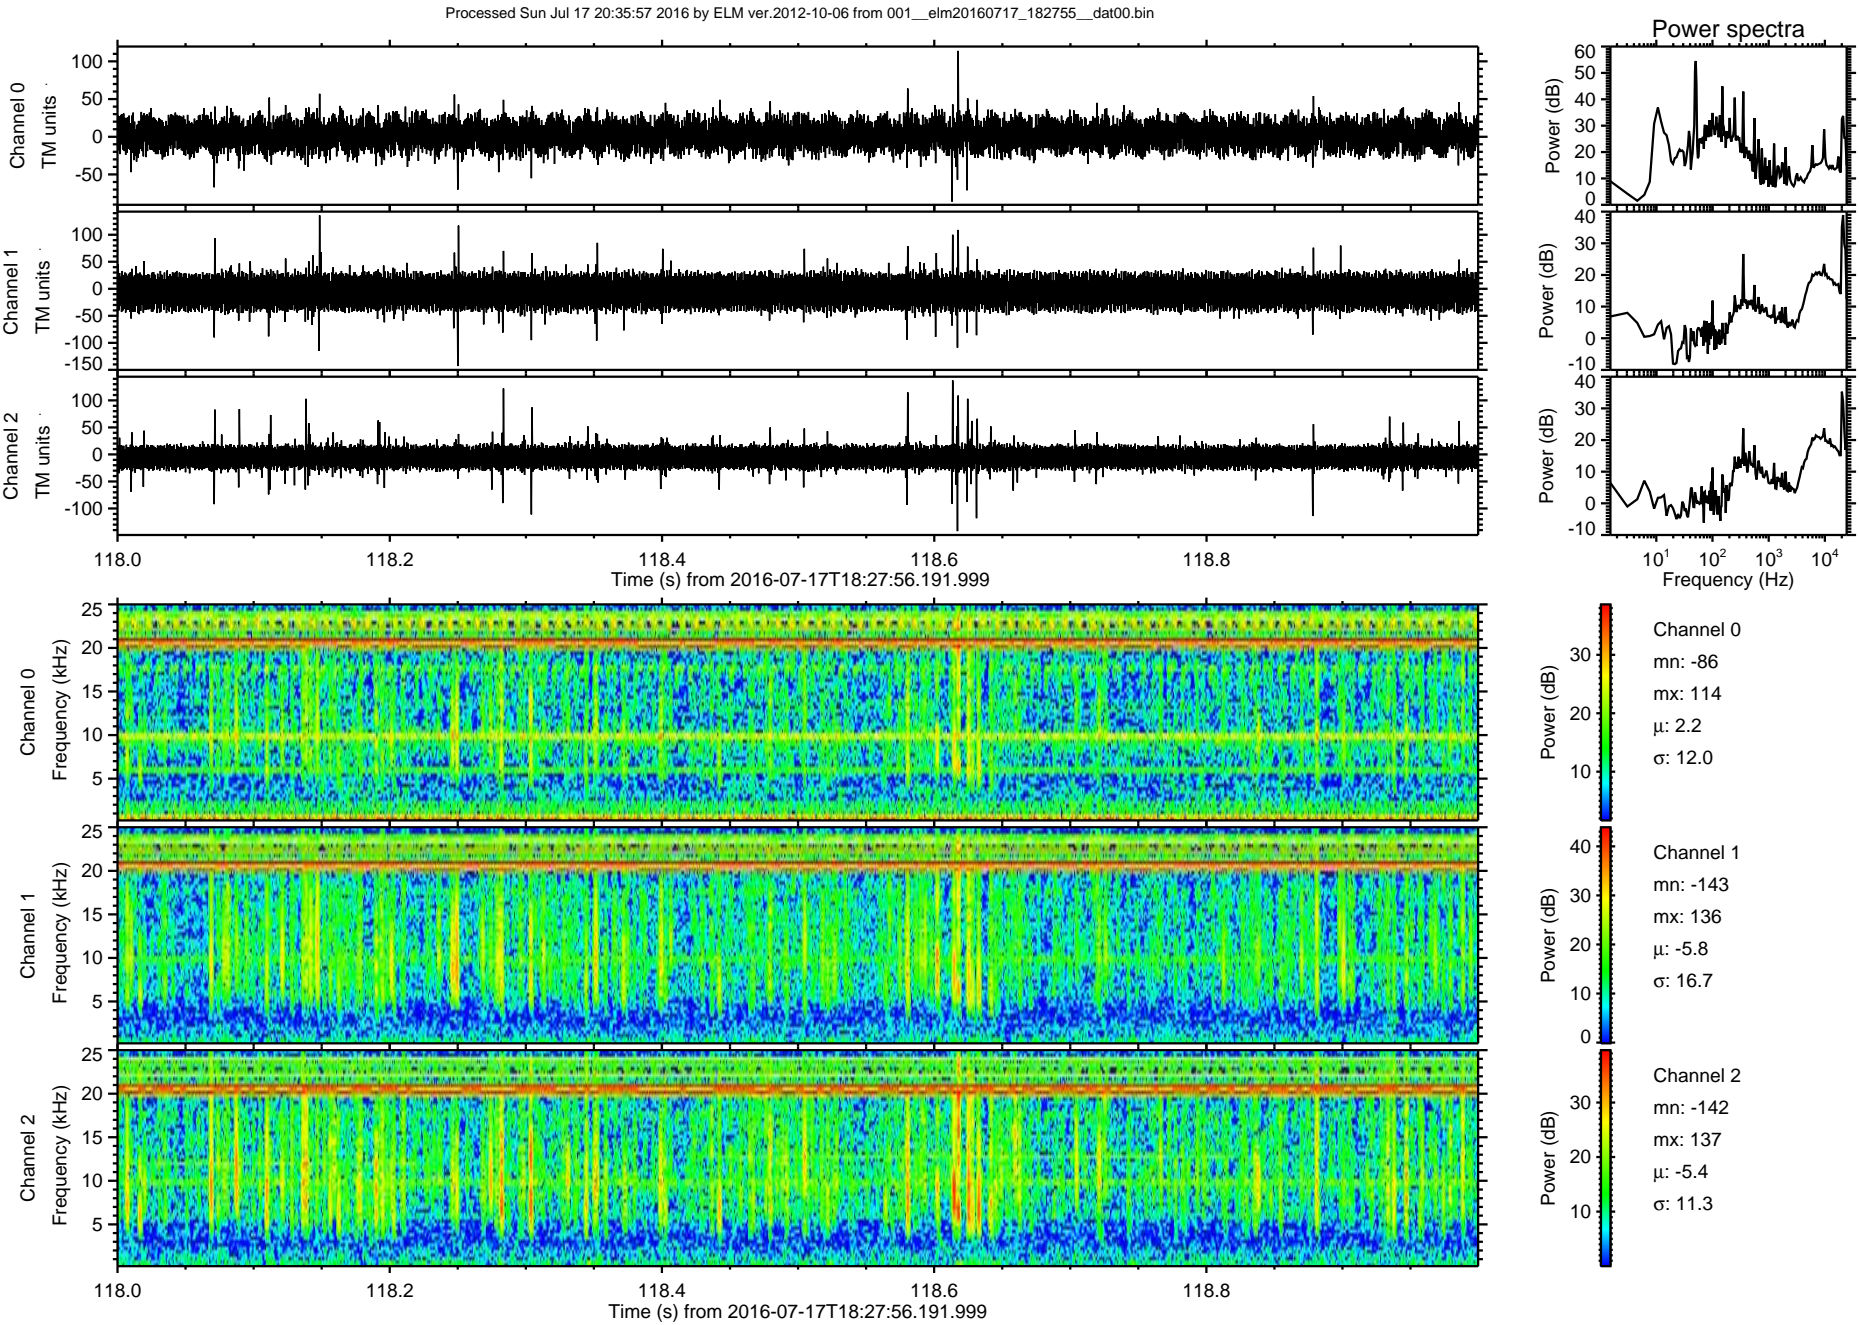 Processed Sun Jul 17 20:35:57 2016 by ELM ver.2012-10-06 from 001__elm20160717_182755__dat00.bin
Power spectra
Channel 0
TM units
100
50
0
-50
Power (dB)
60
50
40
30
20
10
0
Channel 1
TM units
100
50
0
-50
-100
-150
Power (dB)
40
30
20
10
0
-10
Channel 2
TM units
100
50
0
-50
-100
Power (dB)
40
30
20
10
0
-10
118.0 118.2 118.4 118.6 118.8
Time (s) from 2016-07-17T18:27:56.191.999
10^1 10^2 10^3 10^4
Frequency (Hz)
Channel 0
Frequency (kHz)
25
20
15
10
5
Power (dB)
30
20
10
Channel 0
mn: -86
mx: 114
μ: 2.2
σ: 12.0
Channel 1
Frequency (kHz)
25
20
15
10
5
Power (dB)
40
30
20
10
0
Channel 1
mn: -143
mx: 136
μ: -5.8
σ: 16.7
Channel 2
Frequency (kHz)
25
20
15
10
5
Power (dB)
30
20
10
Channel 2
mn: -142
mx: 137
μ: -5.4
σ: 11.3
118.0 118.2 118.4 118.6 118.8
Time (s) from 2016-07-17T18:27:56.191.999